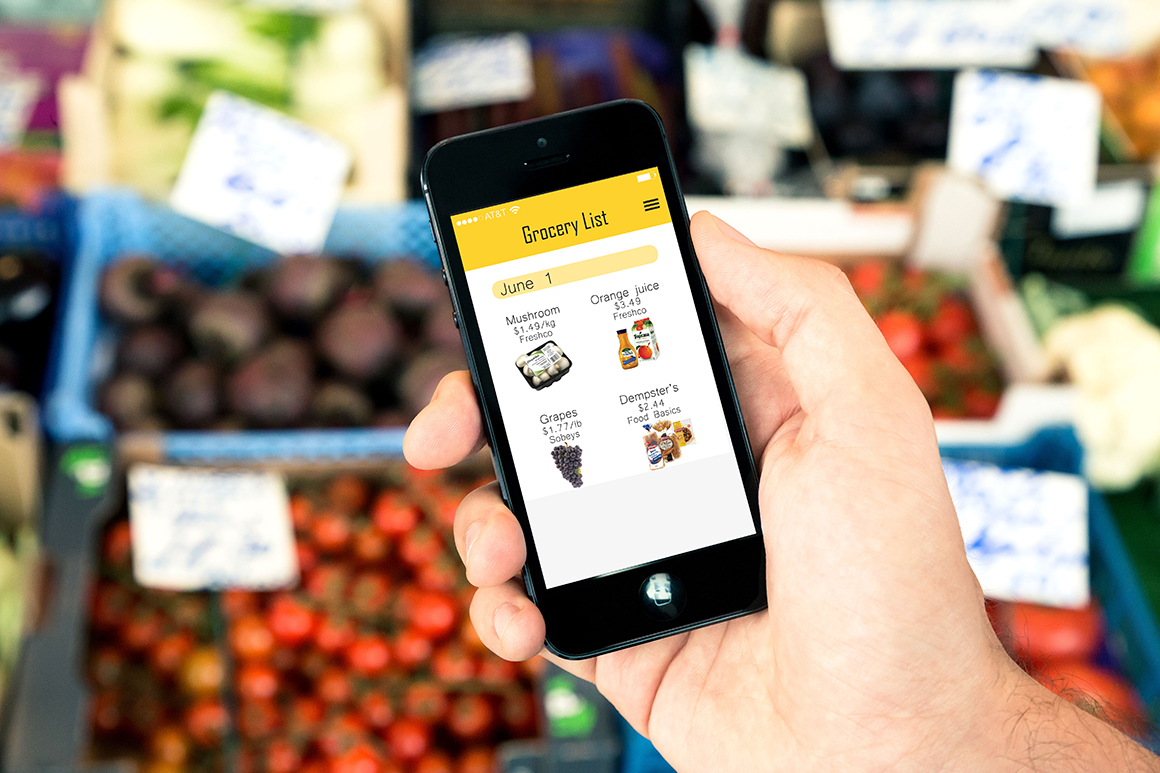 AT&T
Grocery List
June 1
Mushroom
$1.49/kg
Freshco
Orange juice
$3.49
Freshco
Grapes
$1.77/lb
Sobeys
Dempster's
$2.44
Food Basics